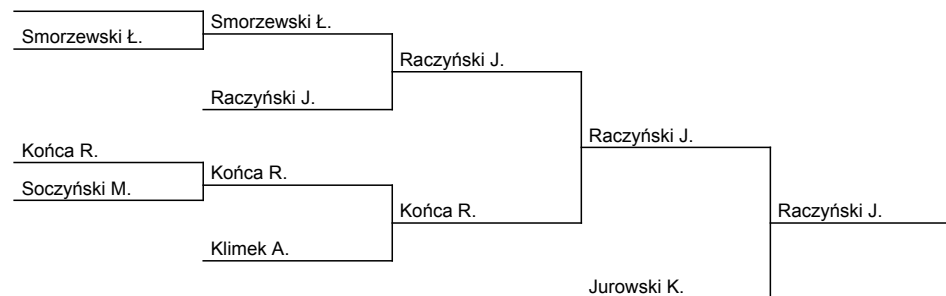 Smorzewski Ł.
Smorzewski Ł.
Raczyński J.
Raczyński J.
Raczyński J.
Końca R.
Końca R.
Soczyński M.
Końca R.
Raczyński J.
Klimek A.
Jurowski K.